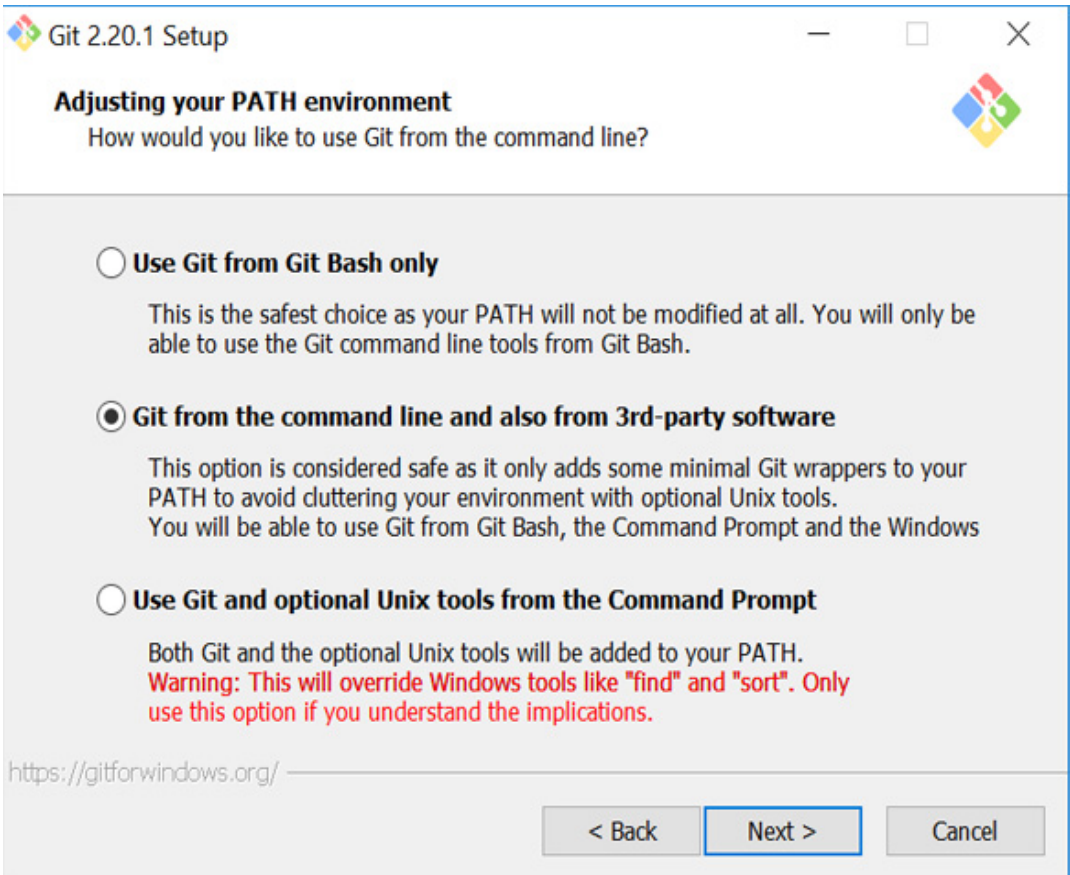 Git 2.20.1 Setup
Adjusting your PATH environment
How would you like to use Git from the command line?
Use Git from Git Bash only
This is the safest choice as your PATH will not be modified at all. You will only be
able to use the Git command line tools from Git Bash.
Git from the command line and also from 3rd-party software
This option is considered safe as it only adds some minimal Git wrappers to your
PATH to avoid cluttering your environment with optional Unix tools.
You will be able to use Git from Git Bash, the Command Prompt and the Windows
Use Git and optional Unix tools from the Command Prompt
Both Git and the optional Unix tools will be added to your PATH.
Warning: This will override Windows tools like "find" and "sort". Only
use this option if you understand the implications.
https://gitforwindows.org/
< Back Next > Cancel